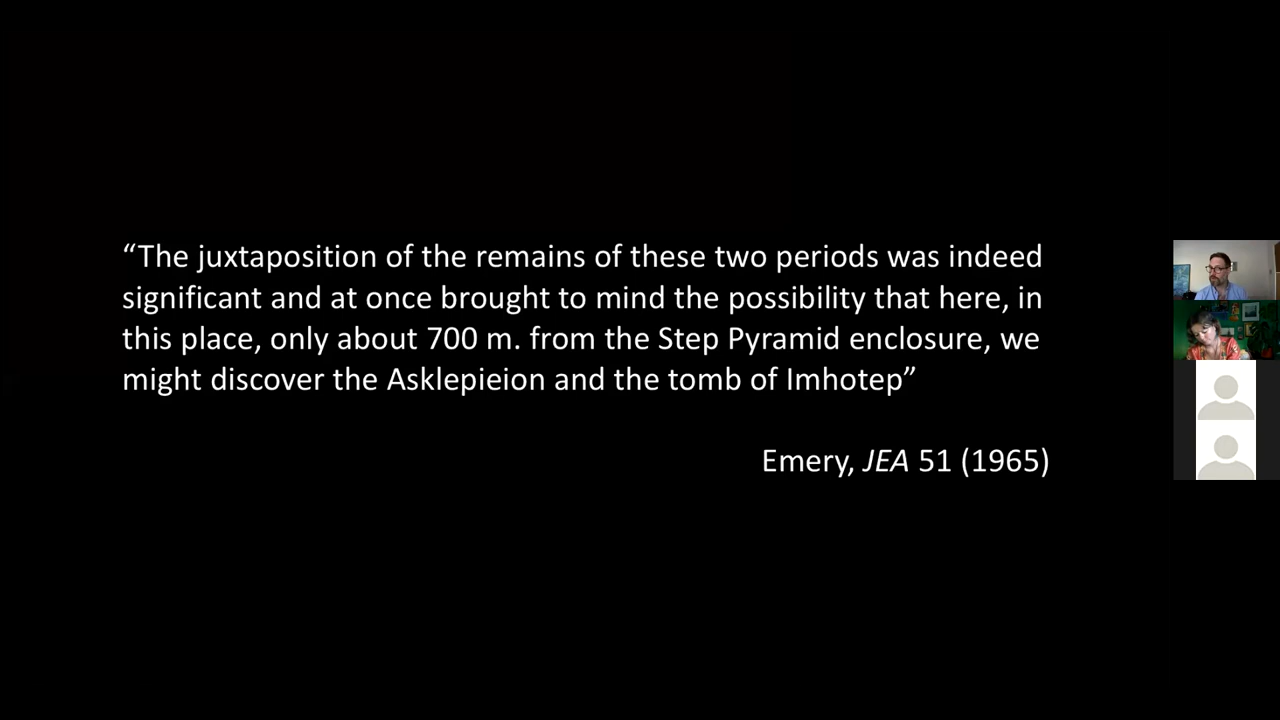 “The juxtaposition of the remains of these two periods was indeed
significant and at once brought to mind the possibility that here, in
this place, only about 700 m. from the Step Pyramid enclosure, we
might discover the Asklepieion and the tomb of Imhotep”
Emery, JEA 51 (1965)